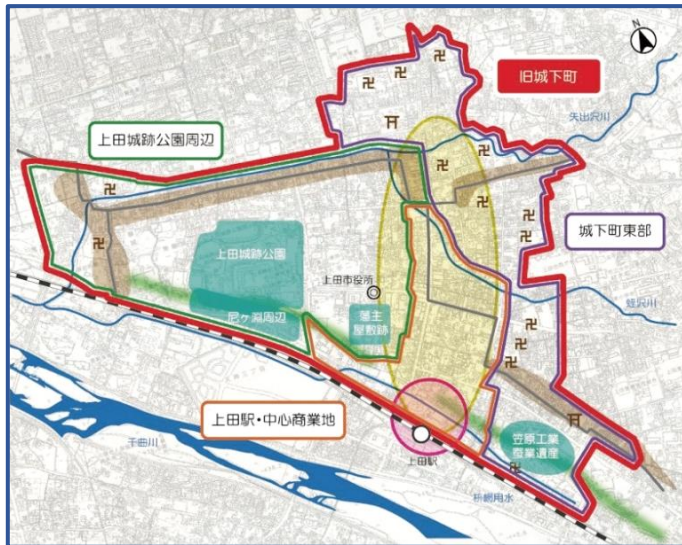 N
旧城下町
矢出沢川
上田城跡公園周辺
城下町東部
上田城跡公園
上田市役所
蛭沢川
尼ヶ淵周辺
藩主
屋敷跡
上田駅・中心商業地
笠原工業
産業遺産
千曲川
上田駅
枡網用水